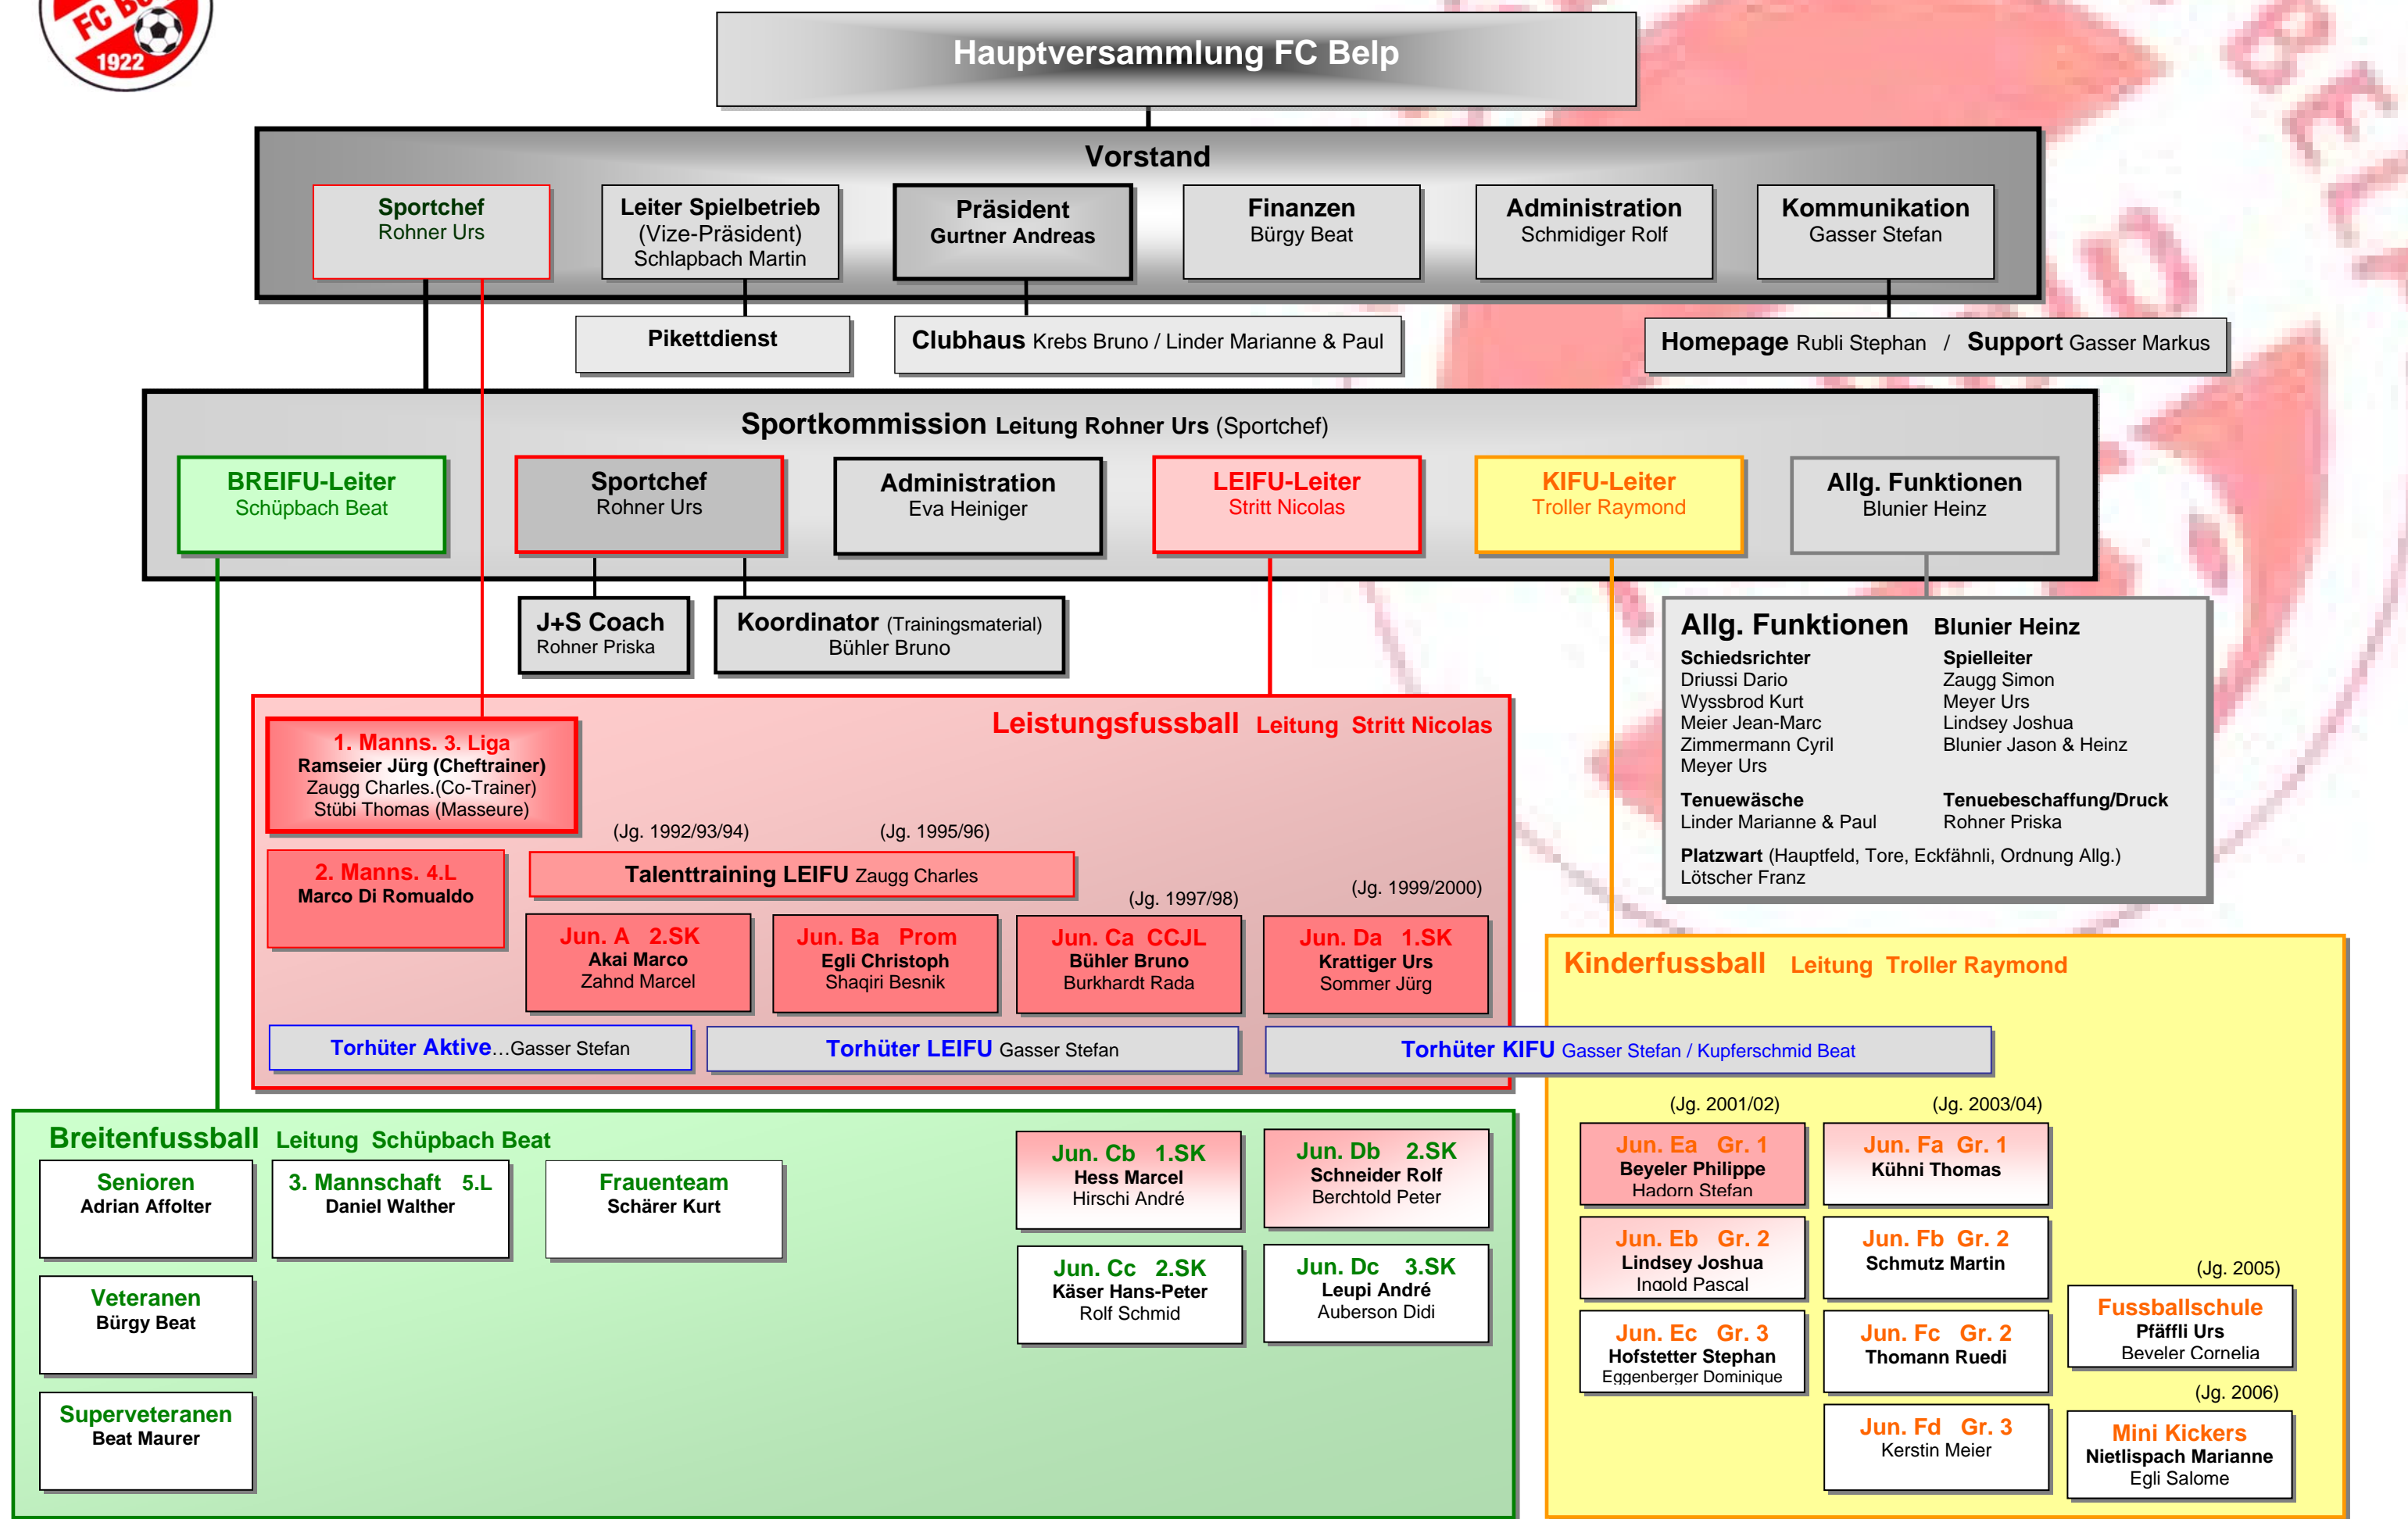 1922
Hauptversammlung FC Belp
Vorstand
Sportchef
Rohner Urs
Leiter Spielbetrieb
(Vize-Präsident)
Schlapbach Martin
Präsident
Gurtner Andreas
Finanzen
Bürgy Beat
Administration
Schmidiger Rolf
Kommunikation
Gasser Stefan
Pikettdienst
Clubhaus Krebs Bruno / Linder Marianne & Paul
Homepage Rubli Stephan / Support Gasser Markus
Sportkommission Leitung Rohner Urs (Sportchef)
BREIFU-Leiter
Schüpbach Beat
Sportchef
Rohner Urs
Administration
Eva Heiniger
LEIFU-Leiter
Stritt Nicolas
KIFU-Leiter
Troller Raymond
Allg. Funktionen
Blunier Heinz
J+S Coach
Rohner Priska
Koordinator (Trainingsmaterial)
Bühler Bruno
Allg. Funktionen Blunier Heinz
Schiedsrichter
Driussi Dario
Wyssbrod Kurt
Meier Jean-Marc
Zimmermann Cyril
Meyer Urs
Spielleiter
Zaugg Simon
Meyer Urs
Lindsey Joshua
Blunier Jason & Heinz
Tenuewäsche
Linder Marianne & Paul
Tenuebeschaffung/Druck
Rohner Priska
Platzwart (Hauptfeld, Tore, Eckfähnli, Ordnung Allg.)
Lötscher Franz
Leistungsfussball Leitung Stritt Nicolas
1. Manns. 3. Liga
Ramseier Jürg (Cheftrainer)
Zaugg Charles.(Co-Trainer)
Stübi Thomas (Masseure)
2. Manns. 4.L
Marco Di Romualdo
(Jg. 1992/93/94)
(Jg. 1995/96)
Talenttraining LEIFU Zaugg Charles
(Jg. 1997/98)
(Jg. 1999/2000)
Jun. A 2.SK
Akai Marco
Zahnd Marcel
Jun. Ba Prom
Egli Christoph
Shaqiri Besnik
Jun. Ca CCJL
Bühler Bruno
Burkhardt Rada
Jun. Da 1.SK
Krattiger Urs
Sommer Jürg
Torhüter Aktive…Gasser Stefan
Torhüter LEIFU Gasser Stefan
Torhüter KIFU Gasser Stefan / Kupferschmid Beat
Breitenfussball Leitung Schüpbach Beat
Senioren
Adrian Affolter
3. Mannschaft 5.L
Daniel Walther
Frauenteam
Schärer Kurt
Veteranen
Bürgy Beat
Superveteranen
Beat Maurer
Jun. Cb 1.SK
Hess Marcel
Hirschi André
Jun. Db 2.SK
Schneider Rolf
Berchtold Peter
Jun. Cc 2.SK
Käser Hans-Peter
Rolf Schmid
Jun. Dc 3.SK
Leupi André
Auberson Didi
Kinderfussball Leitung Troller Raymond
(Jg. 2001/02)
(Jg. 2003/04)
Jun. Ea Gr. 1
Beyeler Philippe
Hadorn Stefan
Jun. Fa Gr. 1
Kühni Thomas
Jun. Eb Gr. 2
Lindsey Joshua
Ingold Pascal
Jun. Fb Gr. 2
Schmutz Martin
Jun. Ec Gr. 3
Hofstetter Stephan
Eggenberger Dominique
Jun. Fc Gr. 2
Thomann Ruedi
Jun. Fd Gr. 3
Kerstin Meier
(Jg. 2005)
Fussballschule
Pfäffli Urs
Beyeler Cornelia
(Jg. 2006)
Mini Kickers
Nietlispach Marianne
Egli Salome